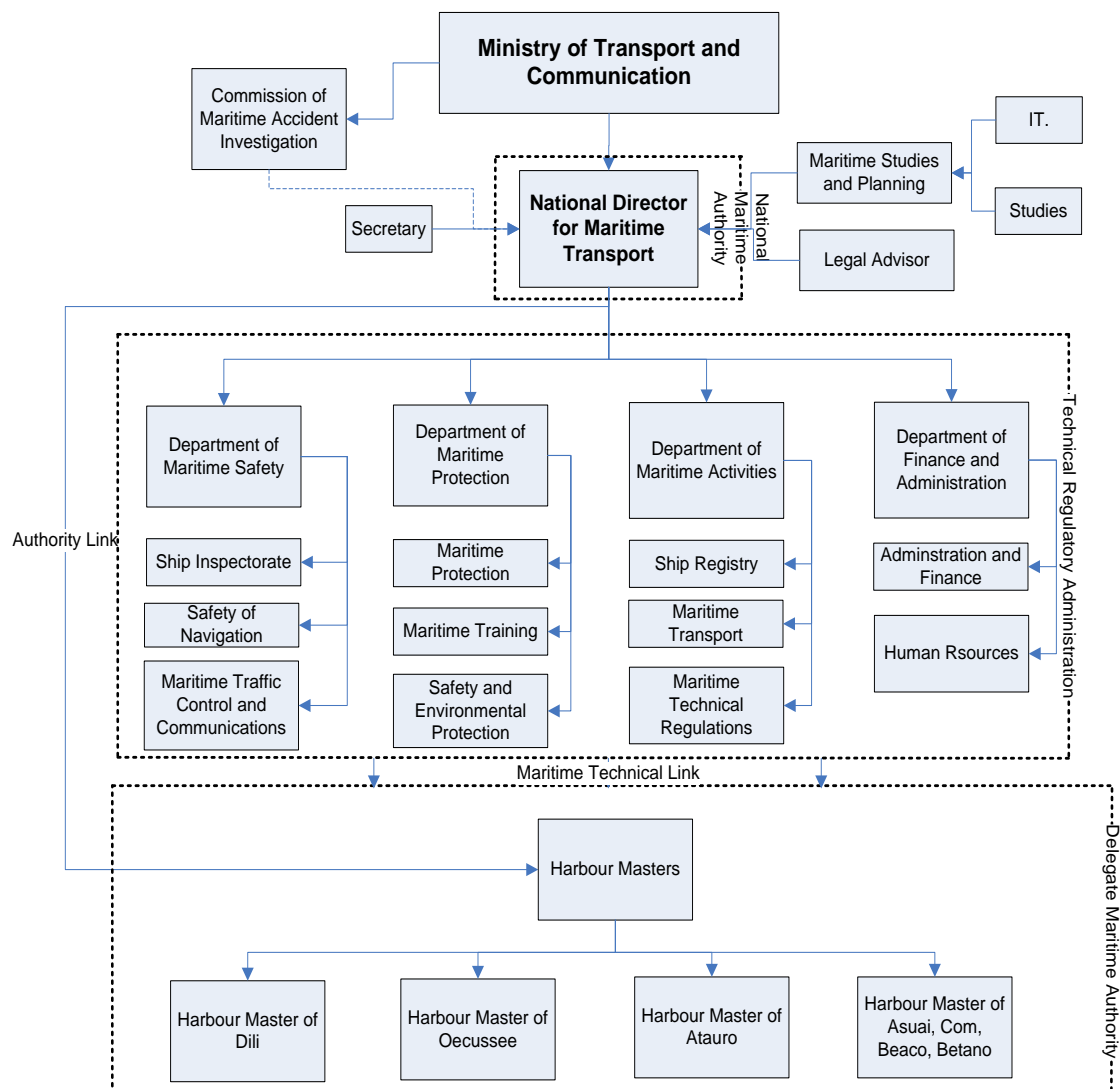 Ministry of Transport and
Communication
Commission of
Maritime Accident
Investigation
IT.
Maritime Studies
and Planning
Studies
National
Maritime
Authority
National Director
for Maritime
Transport
Secretary
Legal Advisor
Technical Regulatory Administration
Department of
Maritime Safety
Department of
Maritime
Protection
Department of
Maritime Activities
Department of
Finance and
Administration
Authority Link
Ship Inspectorate
Maritime
Protection
Ship Registry
Adminstration and
Finance
Safety of
Navigation
Maritime Training
Maritime
Transport
Human Rsources
Maritime Traffic
Control and
Communications
Safety and
Environmental
Protection
Maritime
Technical
Regulations
Maritime Technical Link
Delegate Maritime Authority
Harbour Masters
Harbour Master of
Dili
Harbour Master of
Oecussee
Harbour Master of
Atauro
Harbour Master of
Asuai, Com,
Beaco, Betano